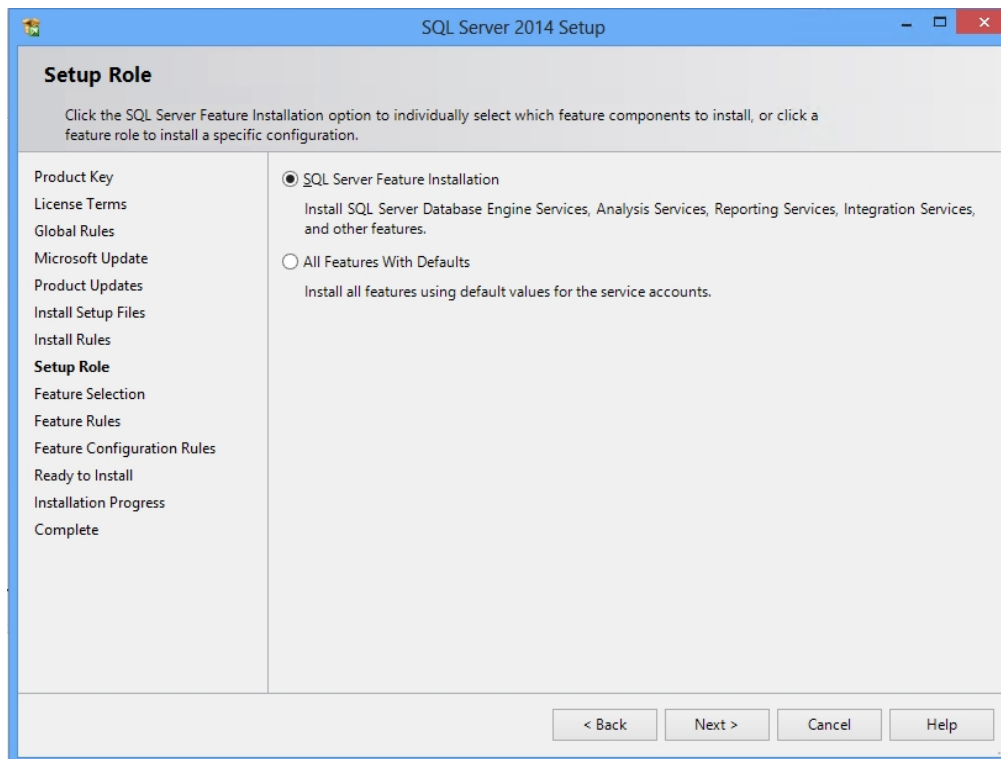 SQL Server 2014 Setup
Setup Role
Click the SQL Server Feature Installation option to individually select which feature components to install, or click a
feature role to install a specific configuration.
Product Key
License Terms
Global Rules
Microsoft Update
Product Updates
Install Setup Files
Install Rules
Setup Role
Feature Selection
Feature Rules
Feature Configuration Rules
Ready to Install
Installation Progress
Complete
SQL Server Feature Installation
Install SQL Server Database Engine Services, Analysis Services, Reporting Services, Integration Services,
and other features.
All Features With Defaults
Install all features using default values for the service accounts.
< Back
Next >
Cancel
Help